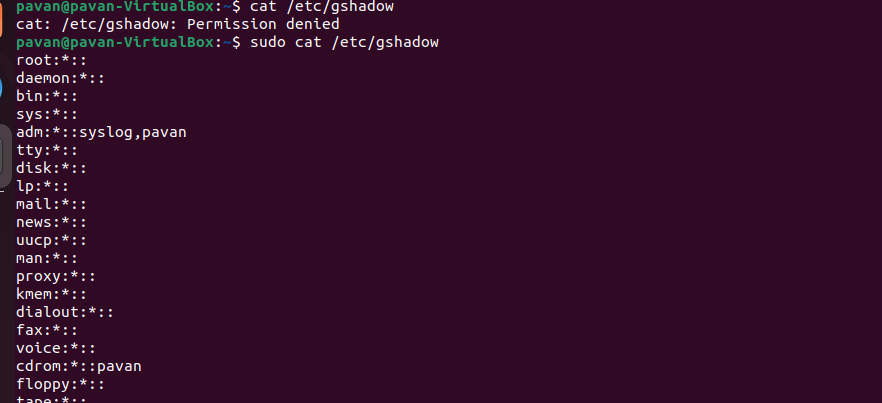 pavan@pavan-VirtualBox:~$ cat /etc/gshadow
cat: /etc/gshadow: Permission denied
pavan@pavan-VirtualBox:~$ sudo cat /etc/gshadow
root:*::
daemon:*::
bin:*::
sys:*::
adm:*::syslog,pavan
tty:*::
disk:*::
lp:*::
mail:*::
news:*::
uucp:*::
man:*::
proxy:*::
kmem:*::
dialout:*::
fax:*::
voice:*::
cdrom:*::pavan
floppy:*::
tape:*::